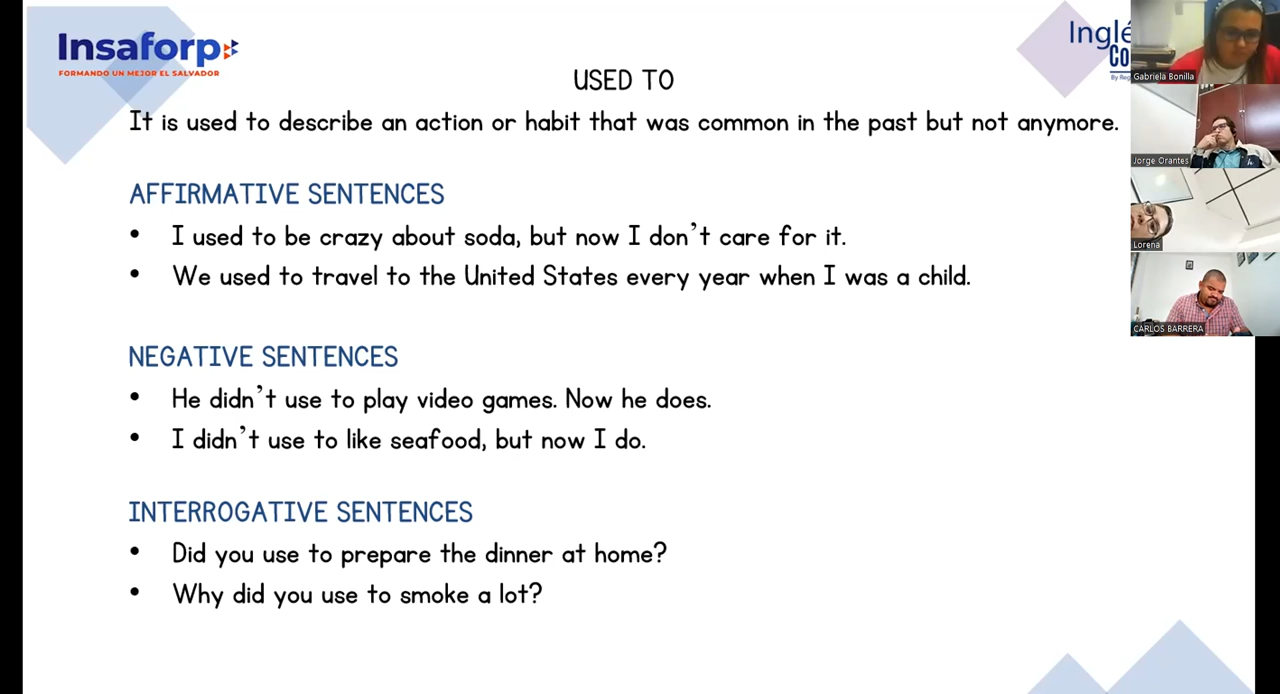 Insaforp
FORMANDO UN MEJOR EL SALVADOR
Inglé
CO
By Reg
USED TO
It is used to describe an action or habit that was common in the past but not anymore.
AFFIRMATIVE SENTENCES
• I used to be crazy about soda, but now I don't care for it.
• We used to travel to the United States every year when I was a child.
NEGATIVE SENTENCES
• He didn't use to play video games. Now he does.
• I didn't use to like seafood, but now I do.
INTERROGATIVE SENTENCES
• Did you use to prepare the dinner at home?
• Why did you use to smoke a lot?
Gabriela Bonilla
Jorge Orantes
Lorena
CARLOS BARRERA